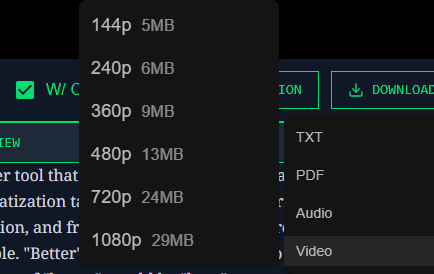 144p 5MB
240p 6MB
360p 9MB
480p 13MB
720p 24MB
1080p 29MB
W/ C
ION
DOWNLOAD
IEW
TXT
PDF
Audio
Video
er tool that
atization ta
ion, and fr
ole. "Better"